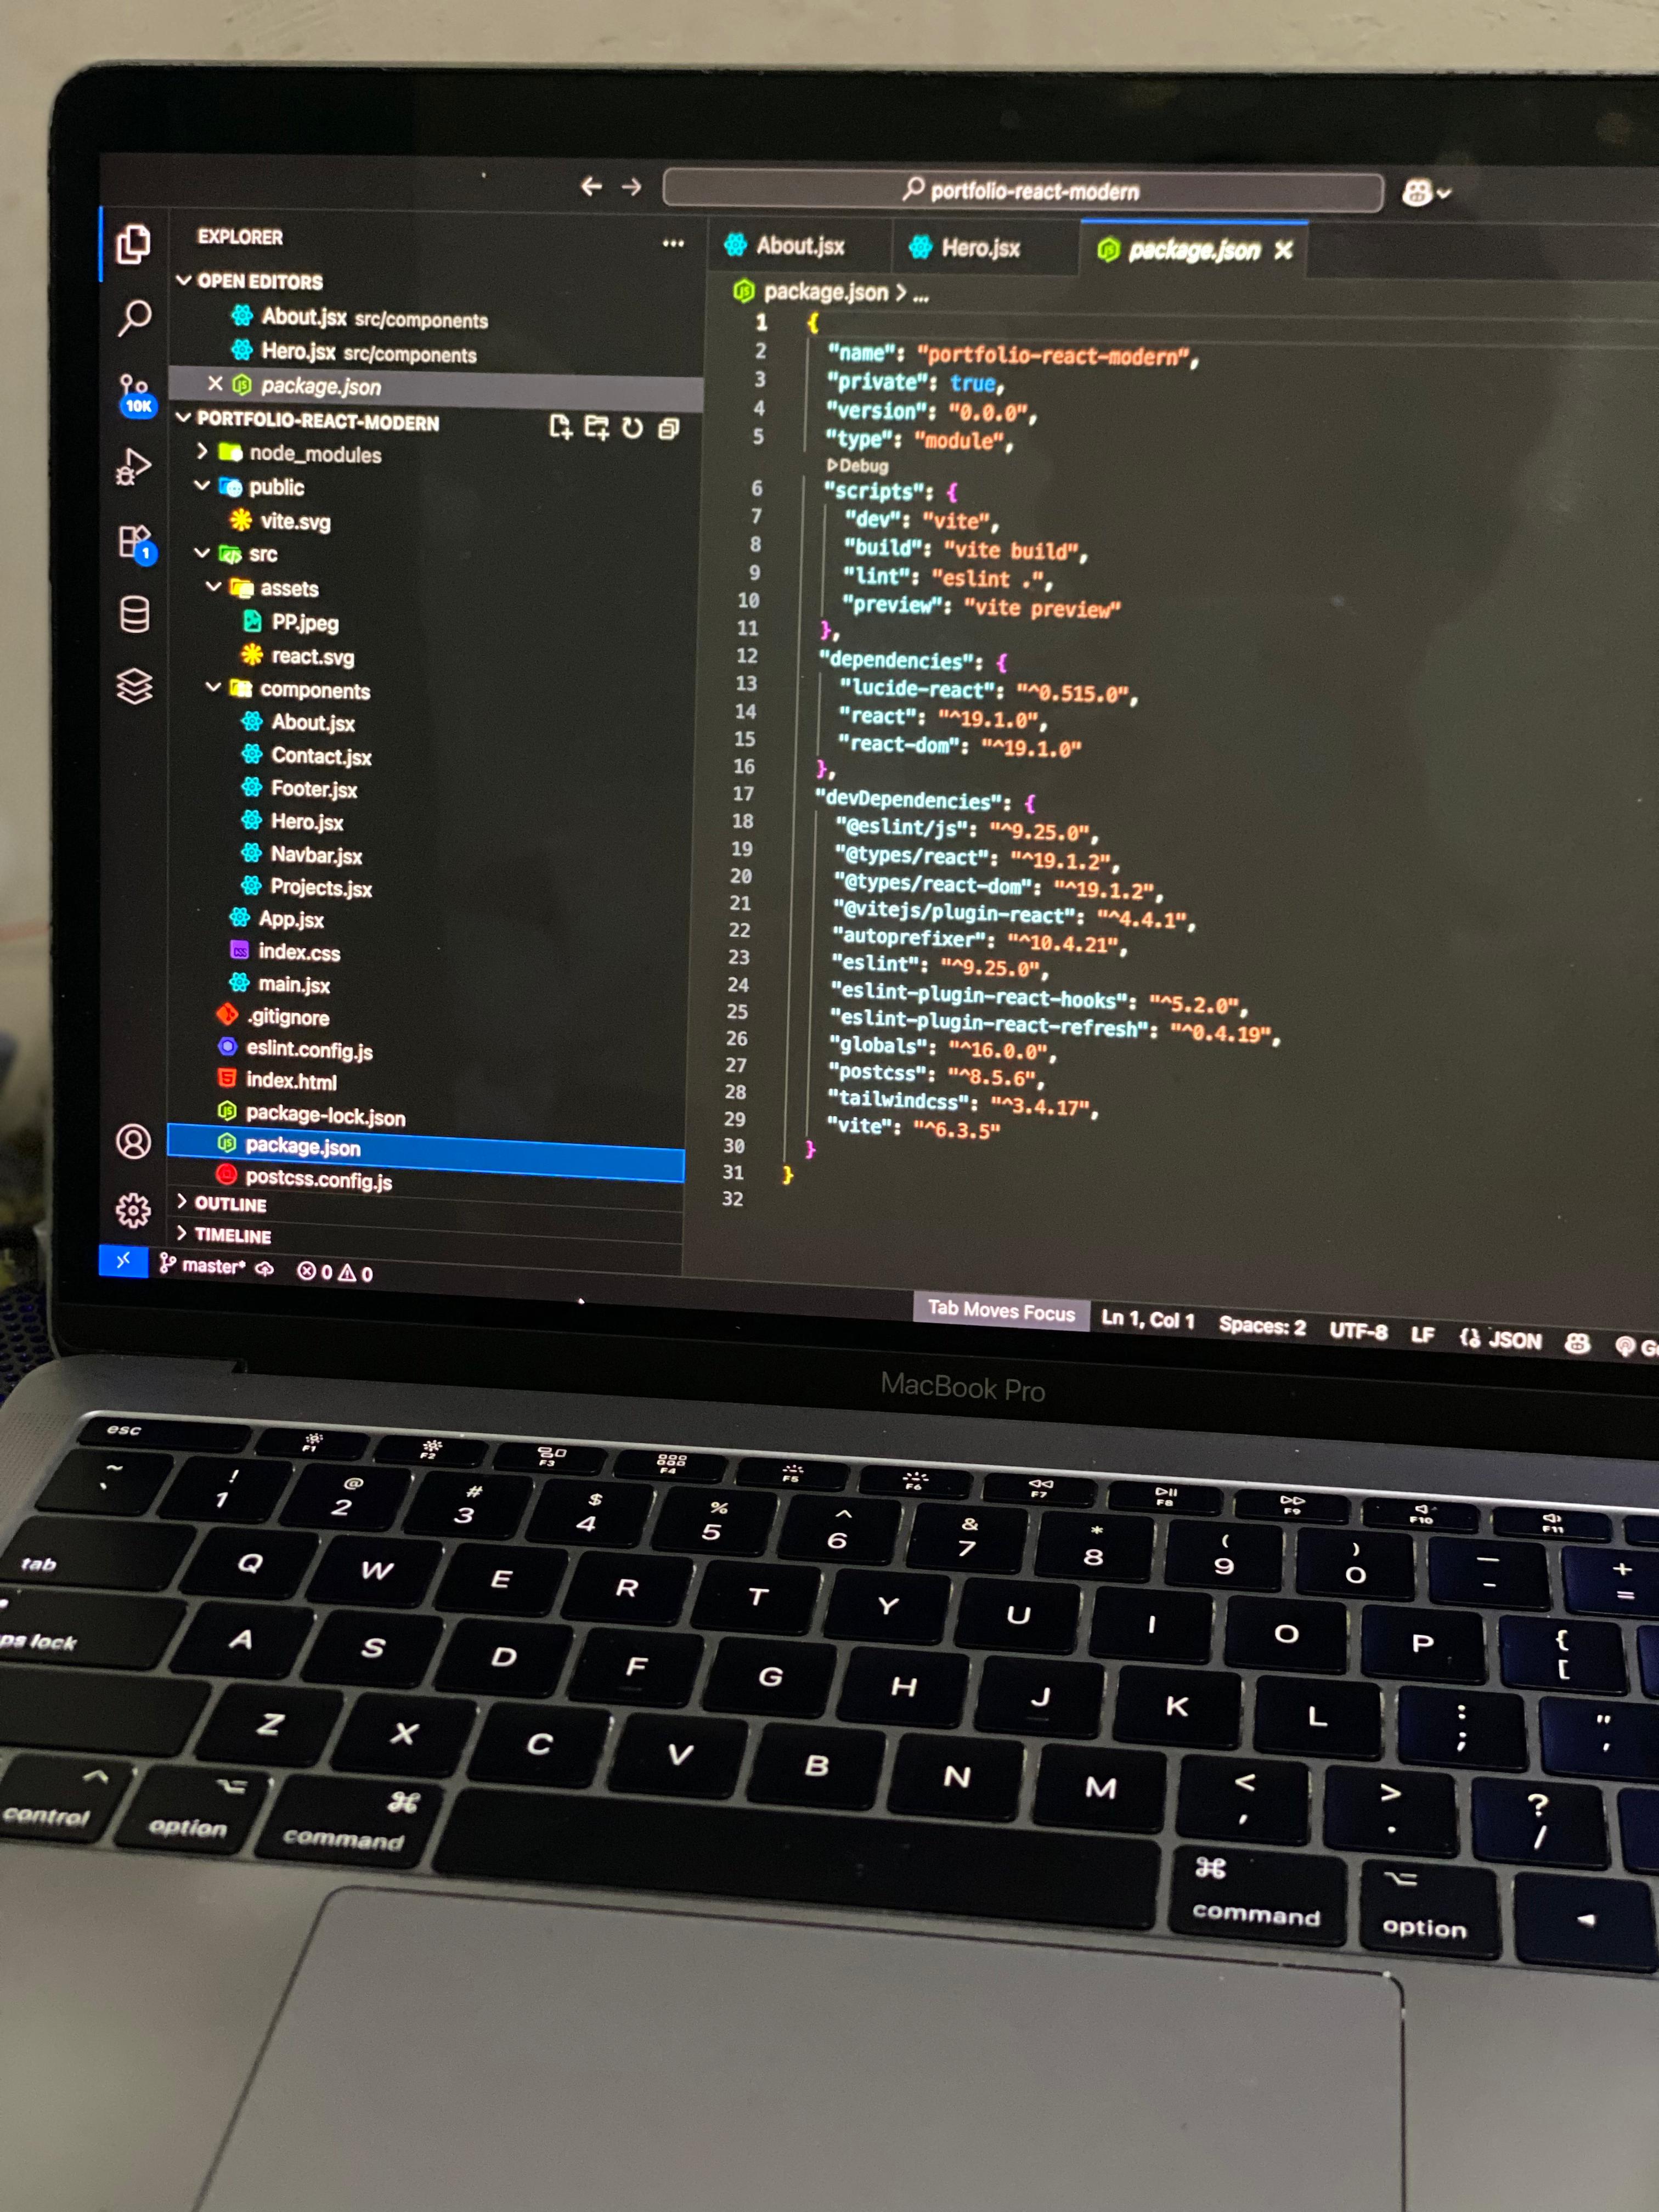 portfolio-react-modern
EXPLORER
OPEN EDITORS
About.jsx src/components
Hero.jsx src/components
package.json
PORTFOLIO-REACT-MODERN
node_modules
public
vite.svg
src
assets
PP.jpeg
react.svg
components
About.jsx
Contact.jsx
Footer.jsx
Hero.jsx
Navbar.jsx
Projects.jsx
App.jsx
index.css
main.jsx
.gitignore
eslint.config.js
index.html
package-lock.json
package.json
postcss.config.js
OUTLINE
TIMELINE
10K
1
About.jsx Hero.jsx package.json
package.json > ...
1 {
2 "name": "portfolio-react-modern",
3 "private": true,
4 "version": "0.0.0",
5 "type": "module",
Debug
6 "scripts": {
7 "dev": "vite",
8 "build": "vite build",
9 "lint": "eslint .",
10 "preview": "vite preview"
11 },
12 "dependencies": {
13 "lucide-react": "^0.515.0",
14 "react": "^19.1.0",
15 "react-dom": "^19.1.0"
16 },
17 "devDependencies": {
18 "@eslint/js": "^9.25.0",
19 "@types/react": "^19.1.2",
20 "@types/react-dom": "^19.1.2",
21 "@vitejs/plugin-react": "^4.4.1",
22 "autoprefixer": "^10.4.21",
23 "eslint": "^9.25.0",
24 "eslint-plugin-react-hooks": "^5.2.0",
25 "eslint-plugin-react-refresh": "^0.4.19",
26 "globals": "^16.0.0",
27 "postcss": "^8.5.6",
28 "tailwindcss": "^3.4.17",
29 "vite": "^6.3.5"
30 }
31 }
32
master* 0 0 Tab Moves Focus Ln 1, Col 1 Spaces: 2 UTF-8 LF {} JSON
MacBook Pro
esc F1 F2 F3 F4 F5 F6 F7 F8 F9 F10 F11
~ ! @ # $ % ^ & * ( ) — +
` 1 2 3 4 5 6 7 8 9 0 - =
tab Q W E R T Y U I O P { [
ps lock A S D F G H J K L : ; " '
Z X C V B N M < , > . ? /
control option ⌘ command ⌘ command option